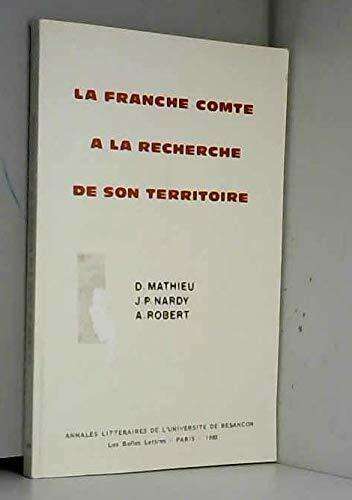 LA FRANCHE COMTE
A LA RECHERCHE
DE SON TERRITOIRE
D. MATHIEU
J.P. NARDY
A. ROBERT
ANNALES LITTERAIRES DE L'UNIVERSITE DE BESANCON
Les Belles Lettres - PARIS -